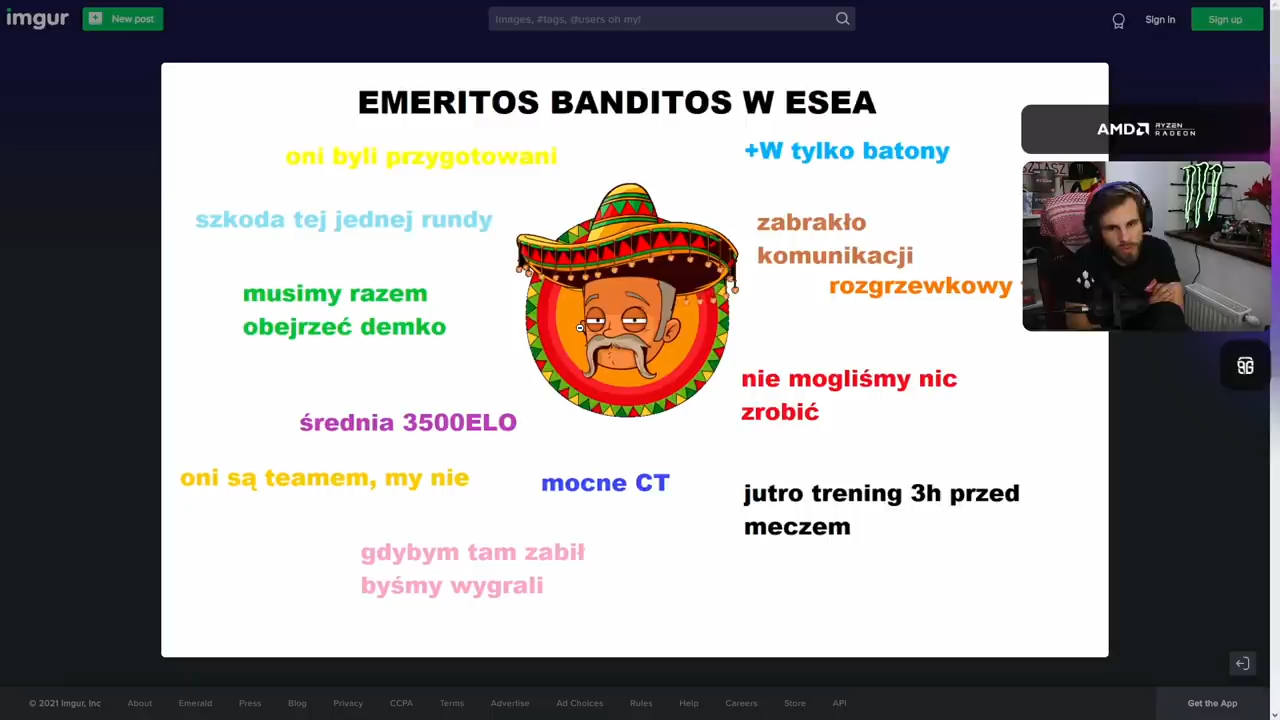 imgur
New post
Images, #tags, @users oh my!
Sign in
Sign up
EMERITOS BANDITOS W ESEA
AMD RYZEN
RADEON
oni byli przygotowani
+W tylko batony
szkoda tej jednej rundy
zabrakło
komunikacji
rozgrzewkowy
musimy razem
obejrzeć demko
nie mogliśmy nic
zrobić
średnia 3500ELO
oni są teamem, my nie
mocne CT
jutro trening 3h przed
meczem
gdybym tam zabił
byśmy wygrali
© 2021 Imgur, Inc
About
Emerald
Press
Blog
Privacy
CCPA
Terms
Advertise
Ad Choices
Rules
Help
Careers
Store
API
Get the App